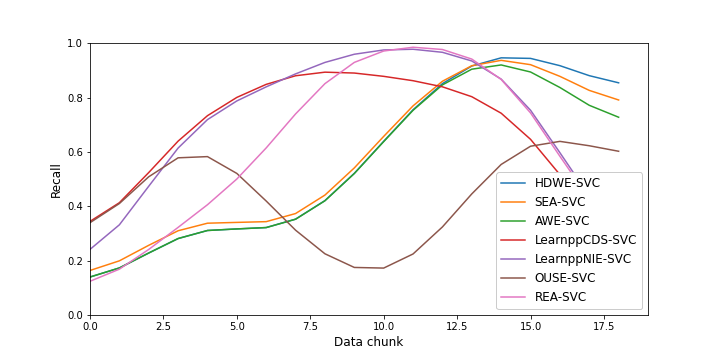 1.0
0.8
0.6
0.4
0.2
0.0
Recall
0.0 2.5 5.0 7.5 10.0 12.5 15.0 17.5
Data chunk
HDWE-SVC
SEA-SVC
AWE-SVC
LearnppCDS-SVC
LearnppNIE-SVC
OUSE-SVC
REA-SVC